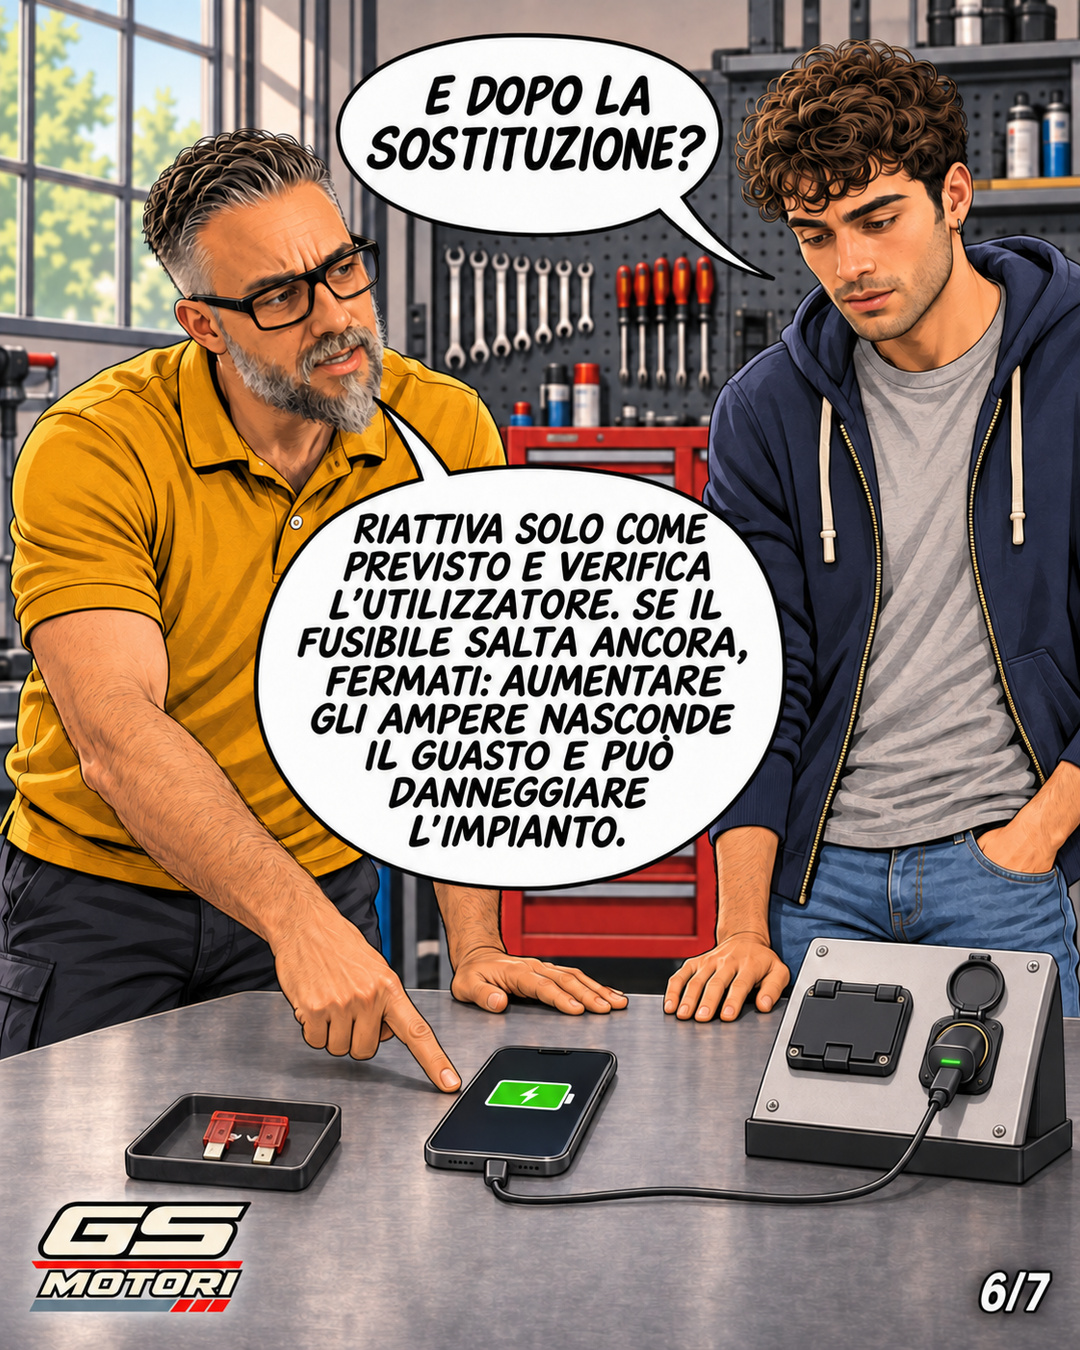 E DOPO LA
SOSTITUZIONE?
RIATTIVA SOLO COME
PREVISTO E VERIFICA
L'UTILIZZATORE. SE IL
FUSIBILE SALTA ANCORA,
FERMATI: AUMENTARE
GLI AMPERE NASCONDE
IL GUASTO E PUÒ
DANNEGGIARE
L'IMPIANTO.
GS
MOTORI
6/7